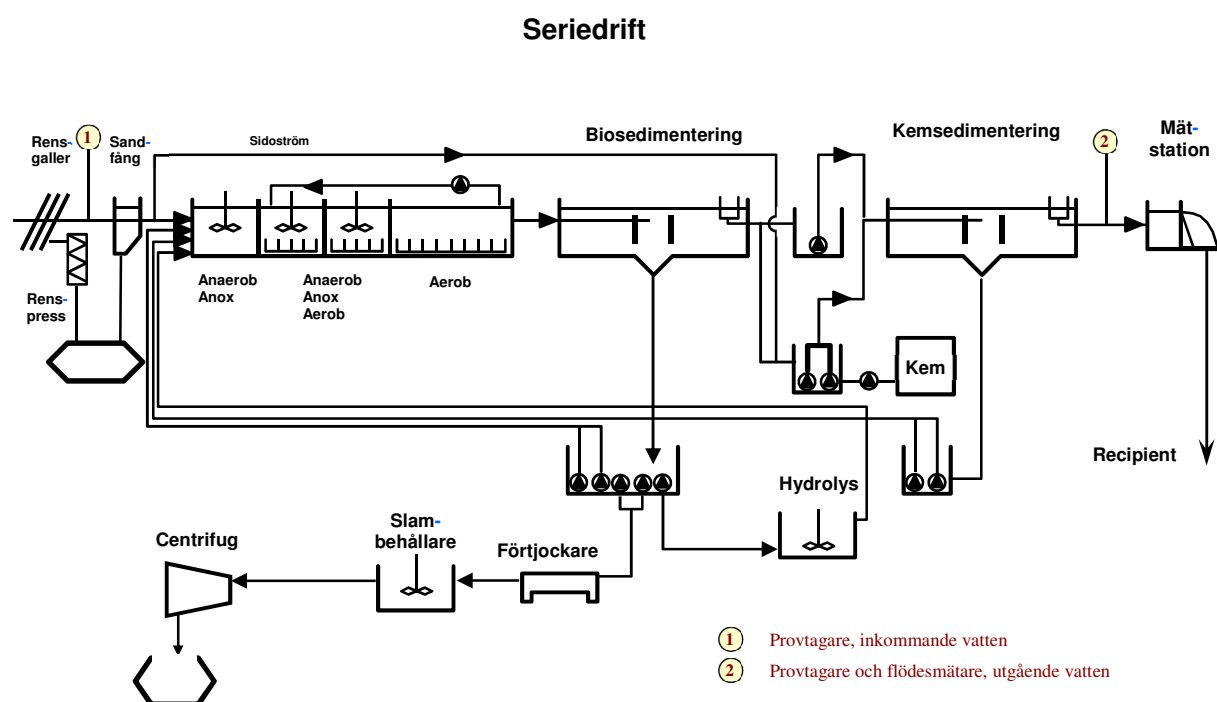 Seriedrift
Rens-
galler
1
Sand-
fång
Sidoström
Biosedimentering
Kemsedimentering
2
Mät-
station
Anaerob
Anox
Anaerob
Anox
Aerob
Aerob
Rens-
press
Kem
Recipient
Hydrolys
Slam-
behållare
Centrifug
Förtjockare
1 Provtagare, inkommande vatten
2 Provtagare och flödesmätare, utgående vatten